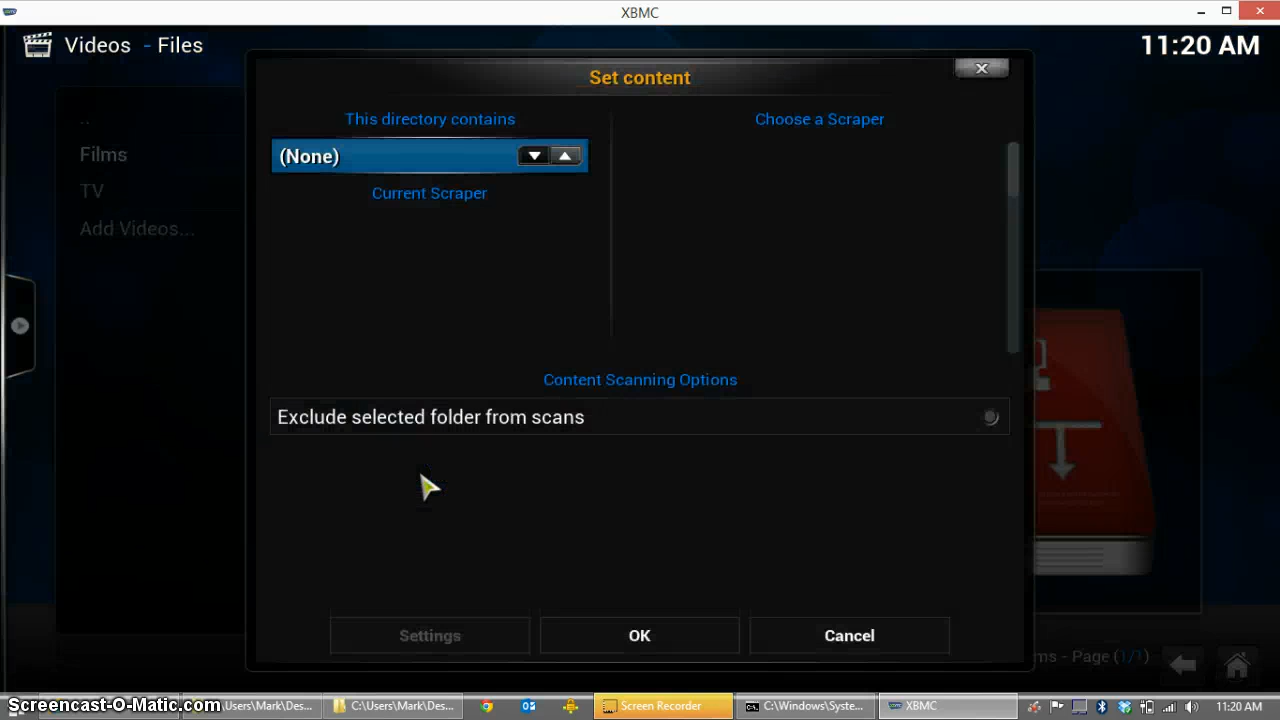 XBMC
Videos - Files
11:20 AM
Set content
This directory contains
Choose a Scraper
..
(None)
Films
TV
Current Scraper
Add Videos...
Content Scanning Options
Exclude selected folder from scans
Settings
OK
Cancel
ms - Page (1/1)
Screencast-O-Matic.com
\Users\Mark\Des...
C:\Users\Mark\Des...
Screen Recorder
C:\Windows\Syste...
XBMC
11:20 AM